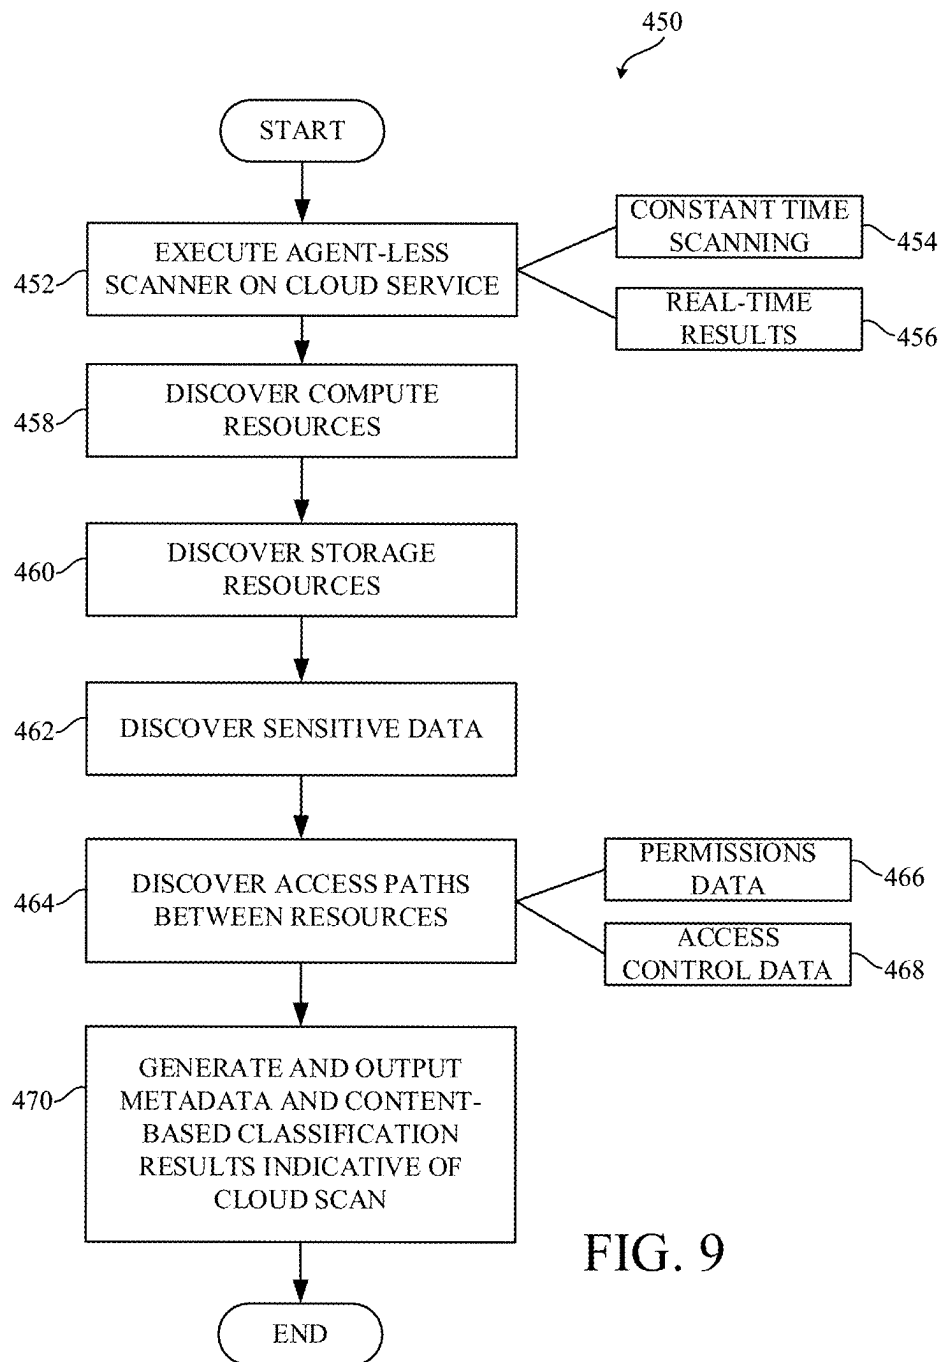 450
START
452
EXECUTE AGENT-LESS
SCANNER ON CLOUD SERVICE
CONSTANT TIME
SCANNING
454
REAL-TIME
RESULTS
456
458
DISCOVER COMPUTE
RESOURCES
460
DISCOVER STORAGE
RESOURCES
462
DISCOVER SENSITIVE DATA
464
DISCOVER ACCESS PATHS
BETWEEN RESOURCES
PERMISSIONS
DATA
466
ACCESS
CONTROL DATA
468
470
GENERATE AND OUTPUT
METADATA AND CONTENT-
BASED CLASSIFICATION
RESULTS INDICATIVE OF
CLOUD SCAN
FIG. 9
END